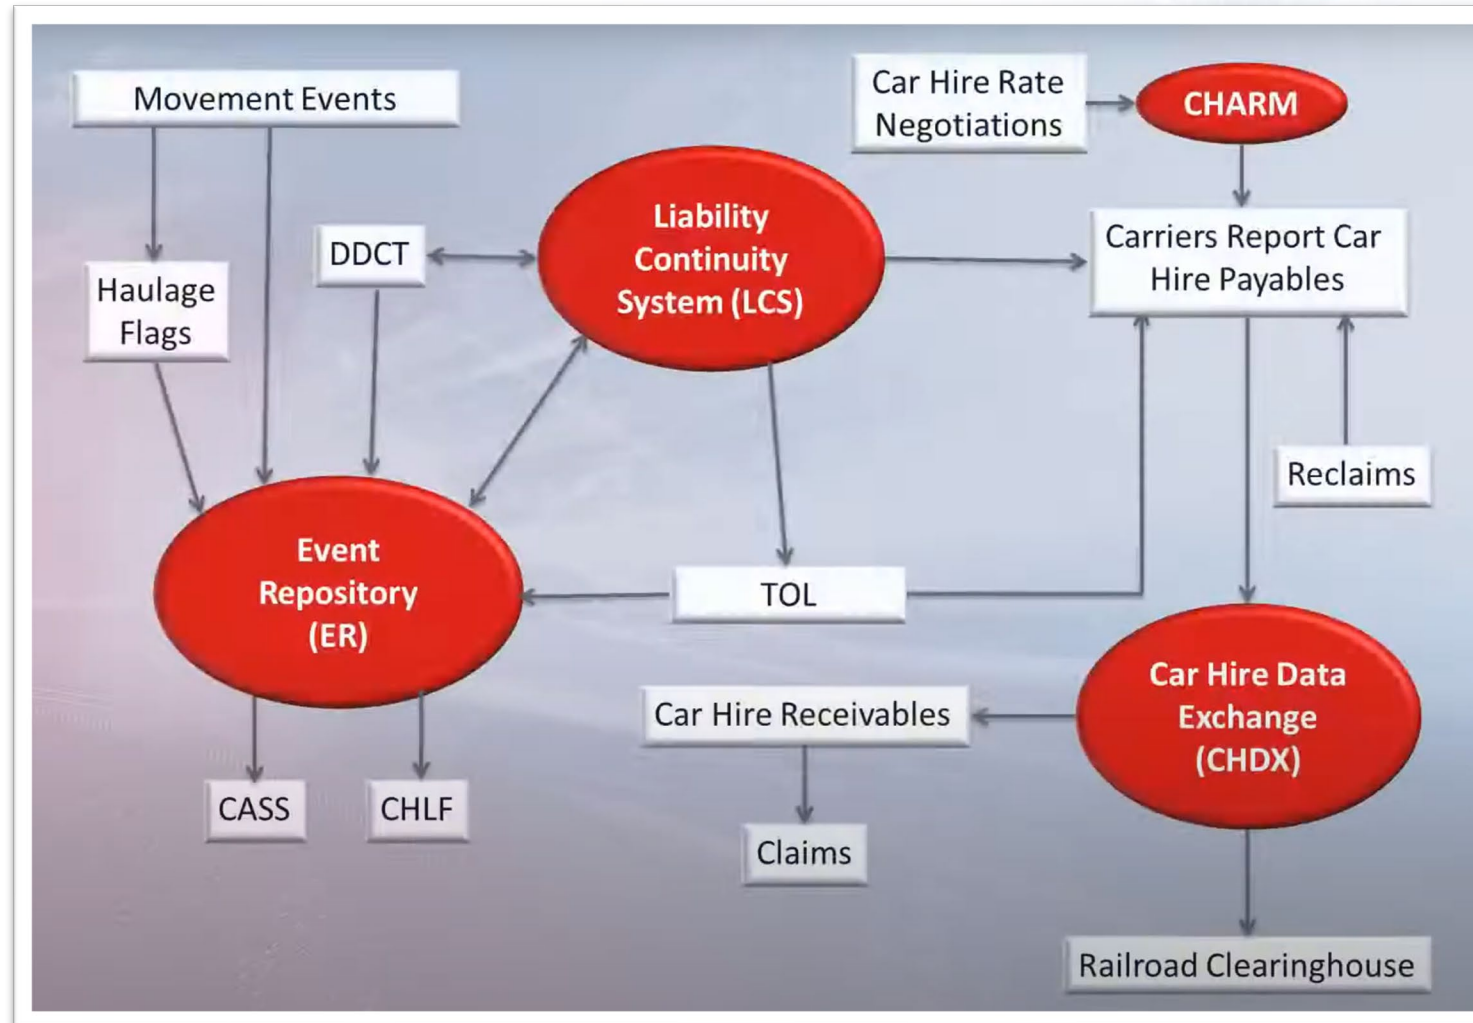 Movement Events
Car Hire Rate
Negotiations
CHARM
Liability
Continuity
System (LCS)
DDCT
Haulage
Flags
Carriers Report Car
Hire Payables
Reclaims
Event
Repository
(ER)
TOL
Car Hire Data
Exchange
(CHDX)
Car Hire Receivables
CASS
CHLF
Claims
Railroad Clearinghouse